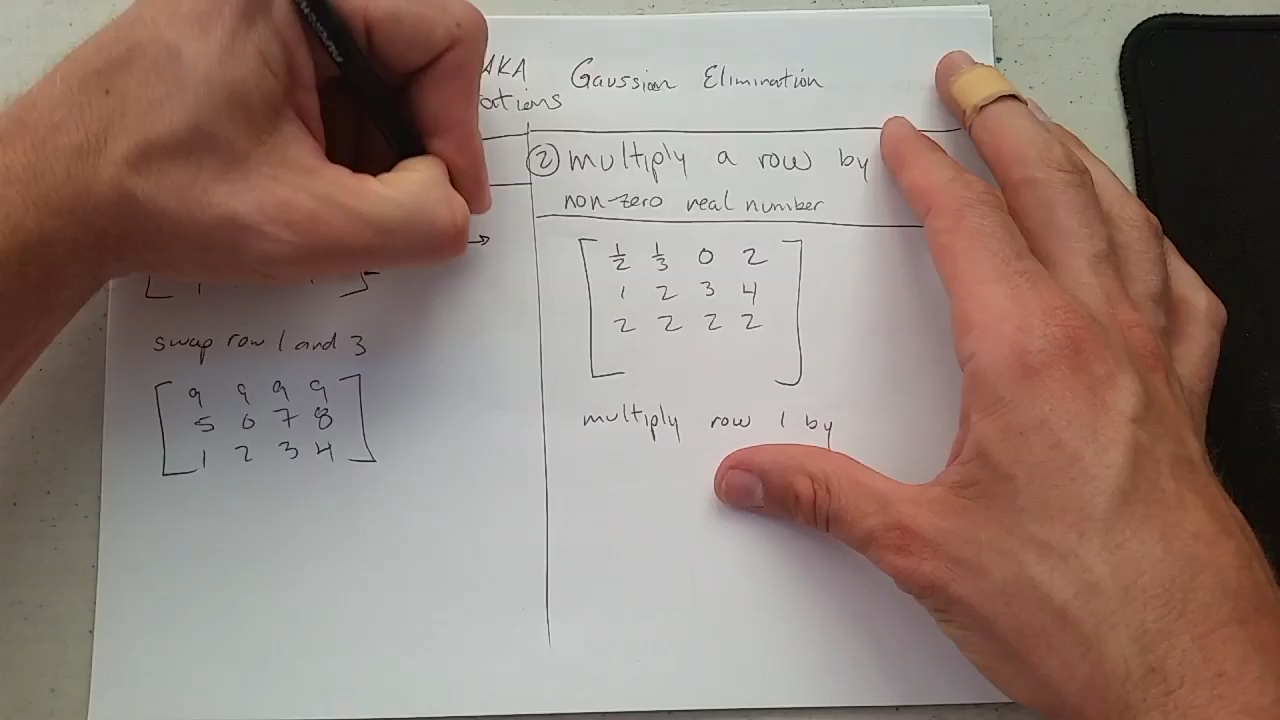 AKA Gaussian Elimination
ations
② multiply a row by
non-zero real number
1/2 1/3 0 2
1 2 3 4
2 2 2 2
multiply row 1 by
swap row 1 and 3
9 9 9 9
5 6 7 8
1 2 3 4